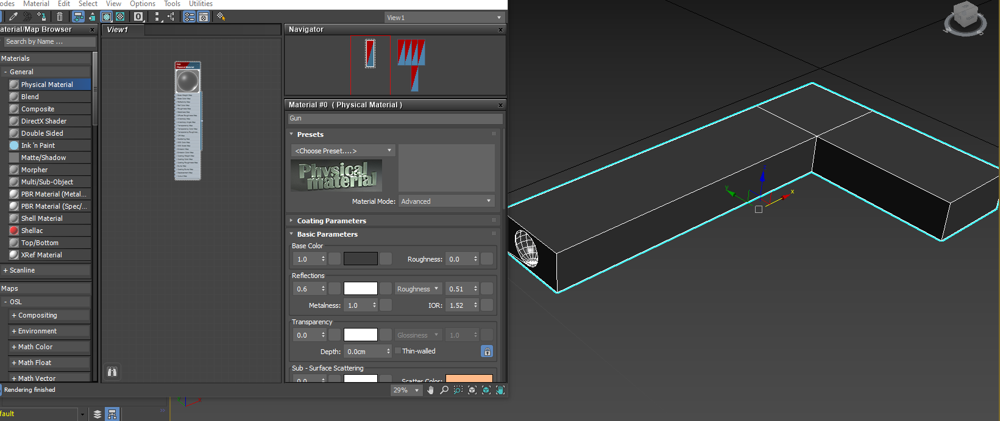 odes Material Edit Select View Options Tools Utilities
View1
aterial/Map Browser x
View1
Navigator x
Search by Name ...
Materials
- General
Physical Material
Blend
Composite
DirectX Shader
Double Sided
Ink 'n Paint
Matte/Shadow
Morpher
Multi/Sub-Object
PBR Material (Metal...
PBR Material (Spec/...
Shell Material
Shellac
Top/Bottom
XRef Material
+ Scanline
Maps
- OSL
+ Compositing
+ Environment
+ Math Color
+ Math Float
+ Math Vector
Rendering finished
fault
Physical Material
Material #0 ( Physical Material ) x
Gun
Presets
<Choose Preset....>
Physical
material
Material Mode: Advanced
Coating Parameters
Basic Parameters
Base Color
1.0 Roughness: 0.0
Reflections
0.6 Roughness 0.51
Metalness: 1.0 IOR: 1.52
Transparency
0.0 Glossiness 1.0
Depth: 0.0cm Thin-walled
Sub - Surface Scattering
0.0 Scatter Color:
29%
z
y
x